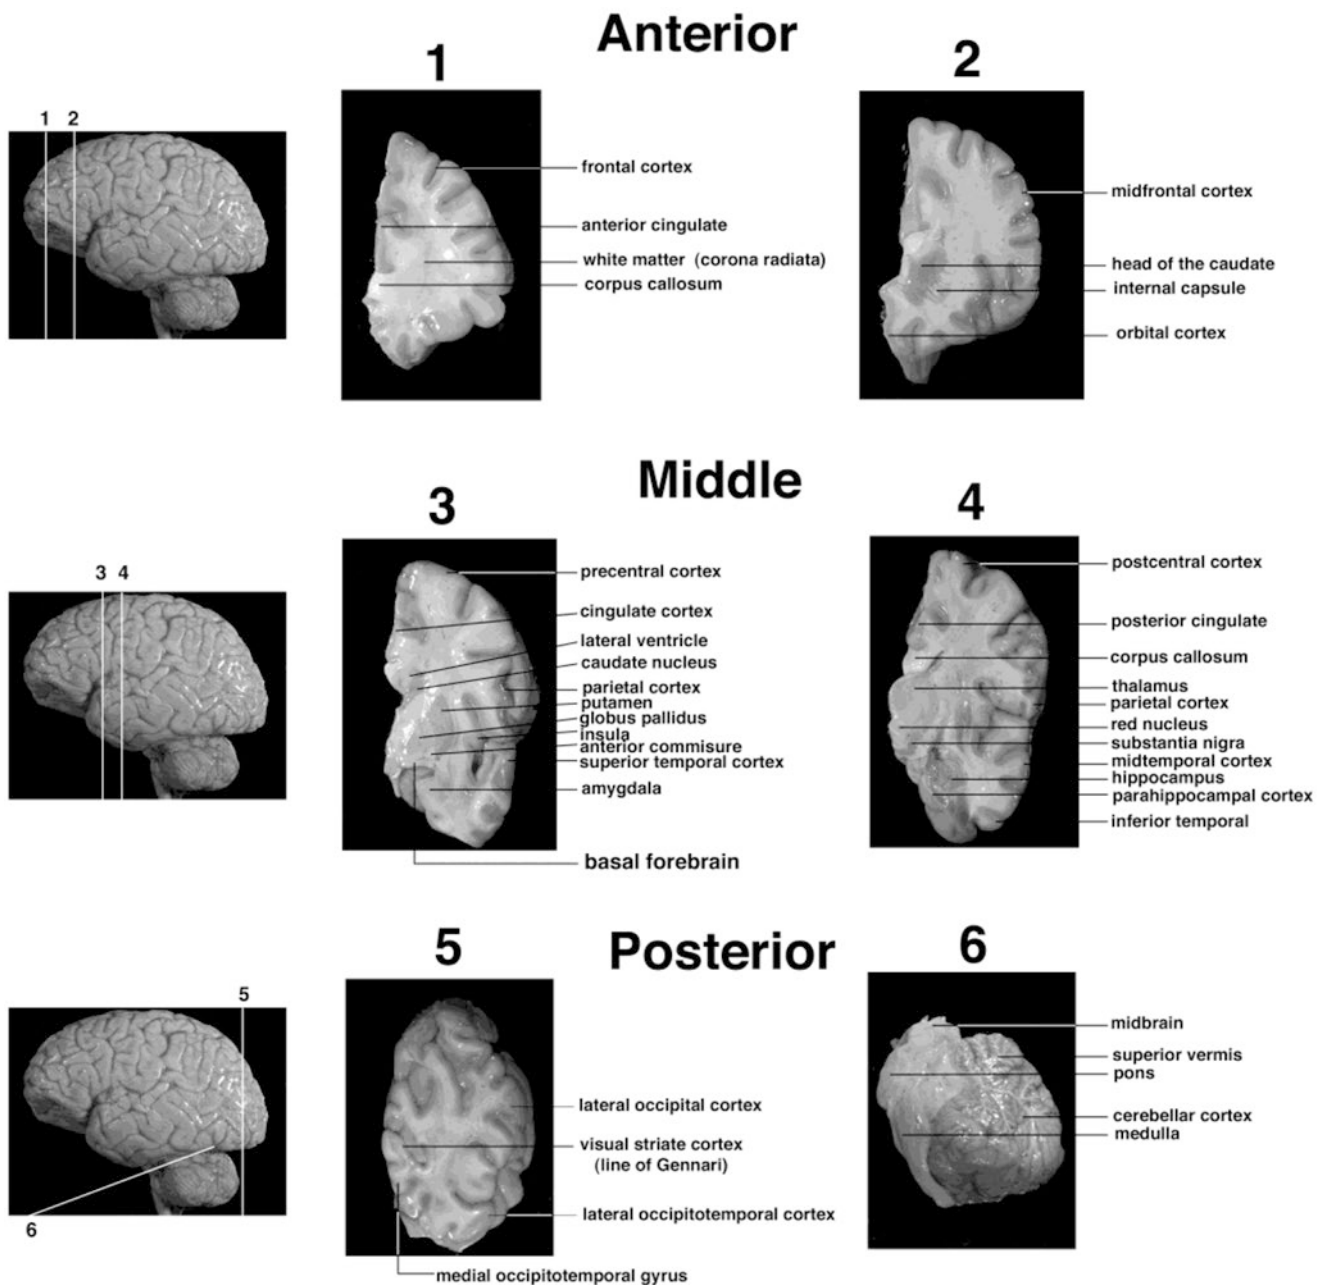 Anterior
1
2
1 2
frontal cortex
anterior cingulate
white matter (corona radiata)
corpus callosum
midfrontal cortex
head of the caudate
internal capsule
orbital cortex
Middle
3
4
3 4
precentral cortex
cingulate cortex
lateral ventricle
caudate nucleus
parietal cortex
putamen
globus pallidus
insula
anterior commisure
superior temporal cortex
amygdala
basal forebrain
postcentral cortex
posterior cingulate
corpus callosum
thalamus
parietal cortex
red nucleus
substantia nigra
midtemporal cortex
hippocampus
parahippocampal cortex
inferior temporal
Posterior
5
6
5
6
lateral occipital cortex
visual striate cortex
(line of Gennari)
lateral occipitotemporal cortex
medial occipitotemporal gyrus
midbrain
superior vermis
pons
cerebellar cortex
medulla